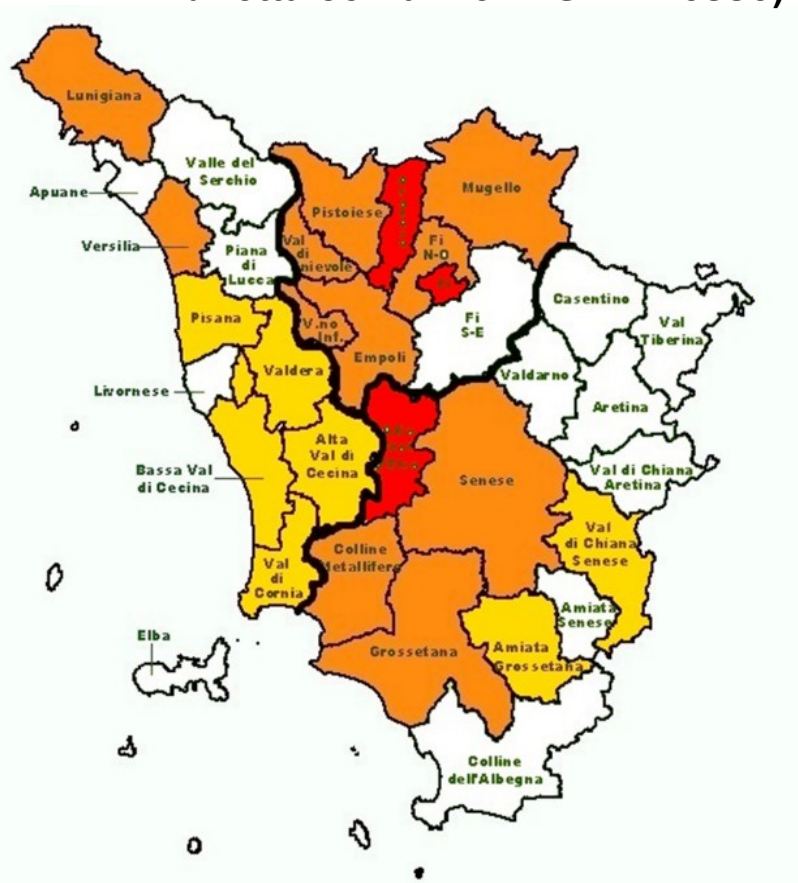 Lunigiana
Valle del
Serchio
Apuane
Mugello
Pistoiese
Versilia
Fi
N-O
Val
di
nievole
Piana
di
Lucca
Casentino
Pisana
Val
Tiberina
V.no
Inf.
Fi
S-E
Empoli
Valdera
Valdarno
Livornese
Aretina
Alta
Val di
Cecina
Bassa Val
di Cecina
Val di Chiana
Aretina
Senese
Val
di Chiana
Senese
Colline
Metallifere
Val
di
Cornia
Amiata
Senese
Elba
Grossetana
Amiata
Grossetana
Colline
dell'Albegna